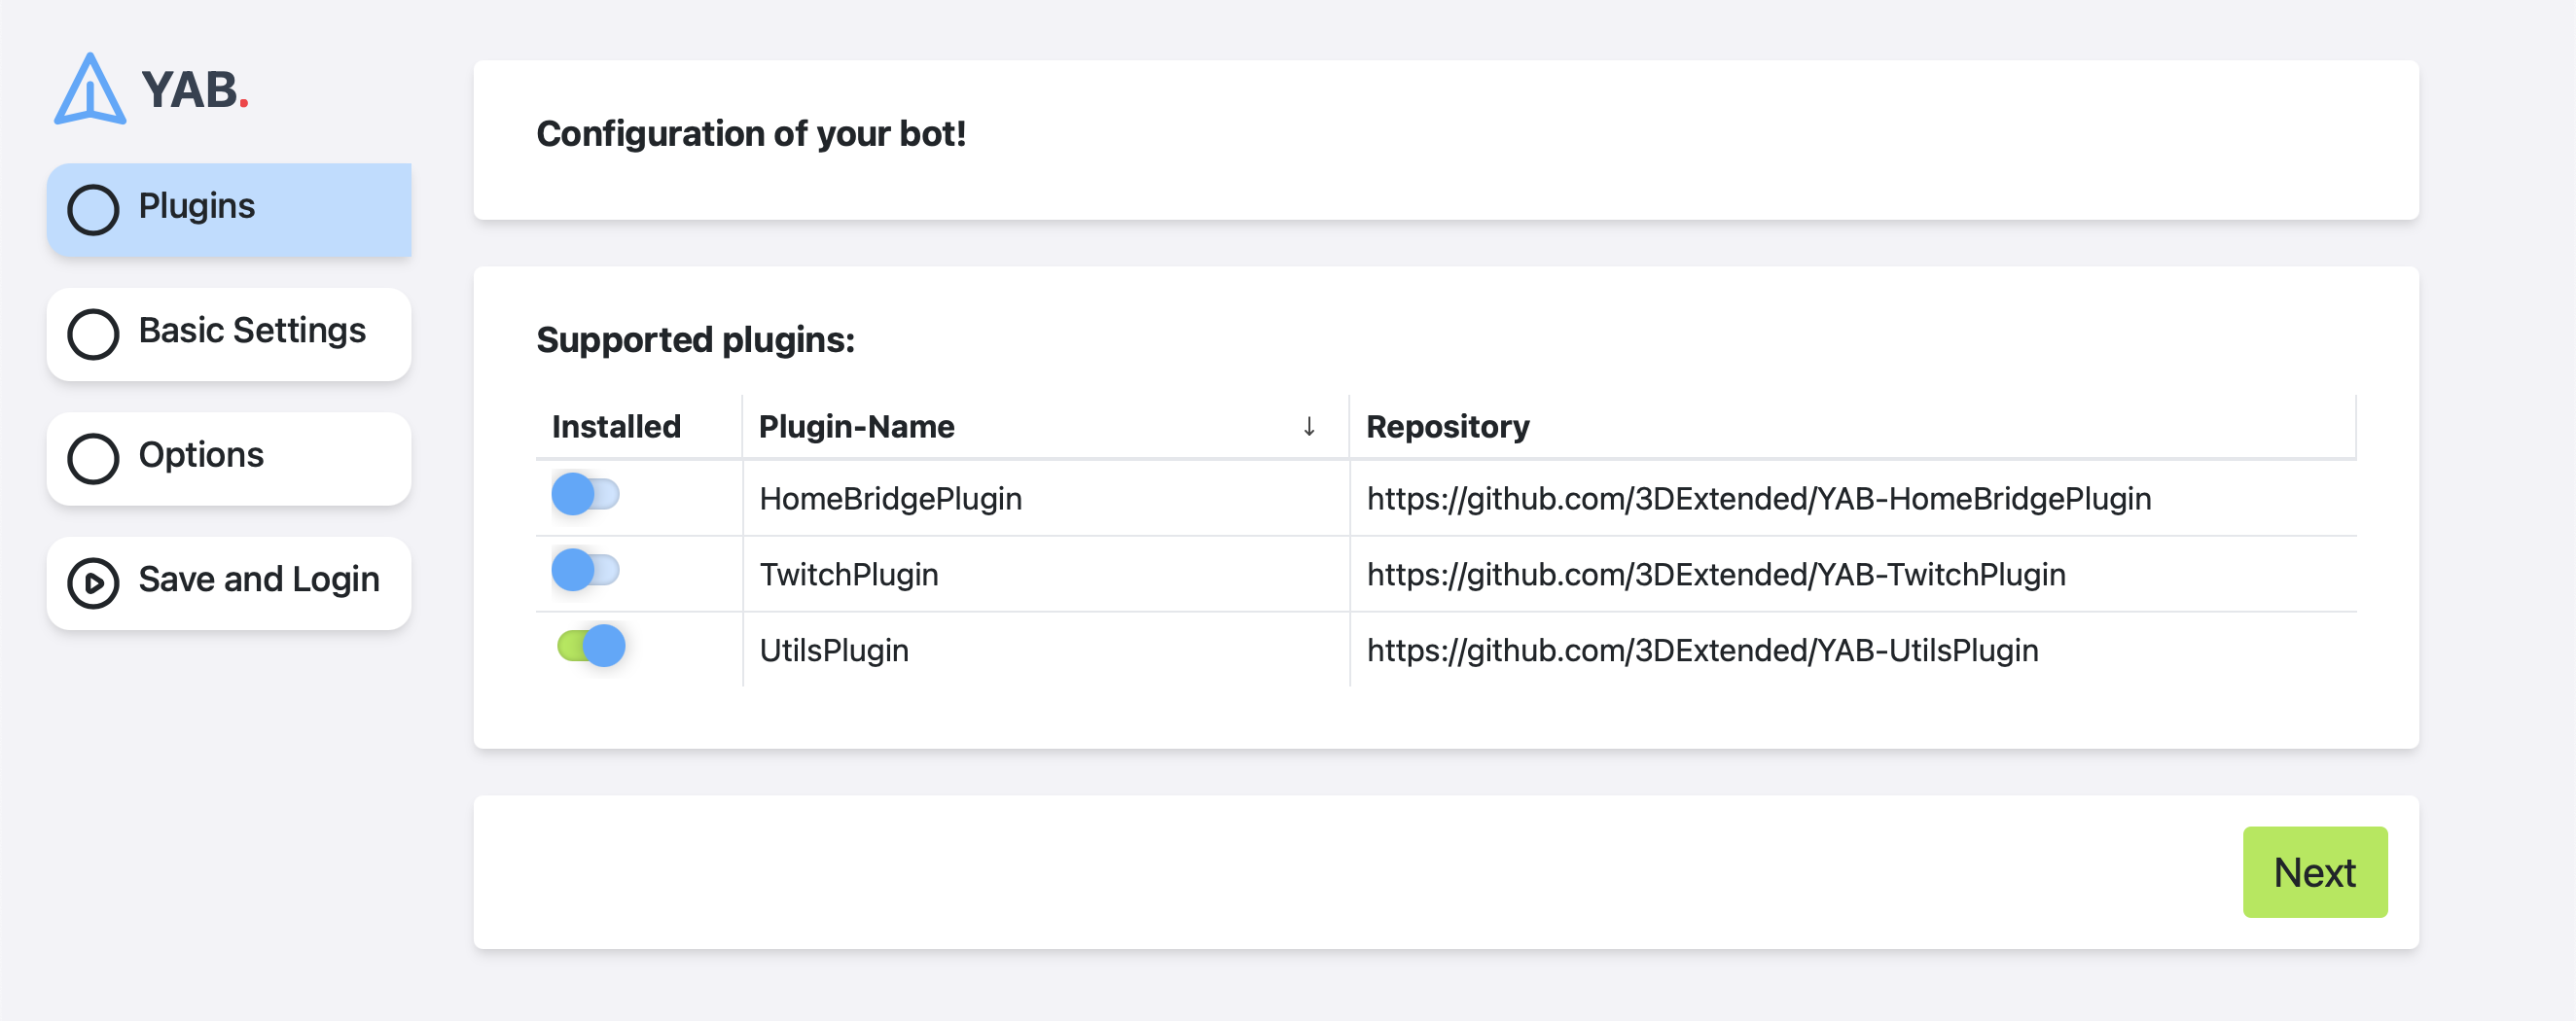 YAB.
Plugins
Basic Settings
Options
Save and Login
Configuration of your bot!
Supported plugins:
Installed Plugin-Name ↓ Repository
HomeBridgePlugin https://github.com/3DExtended/YAB-HomeBridgePlugin
TwitchPlugin https://github.com/3DExtended/YAB-TwitchPlugin
UtilsPlugin https://github.com/3DExtended/YAB-UtilsPlugin
Next